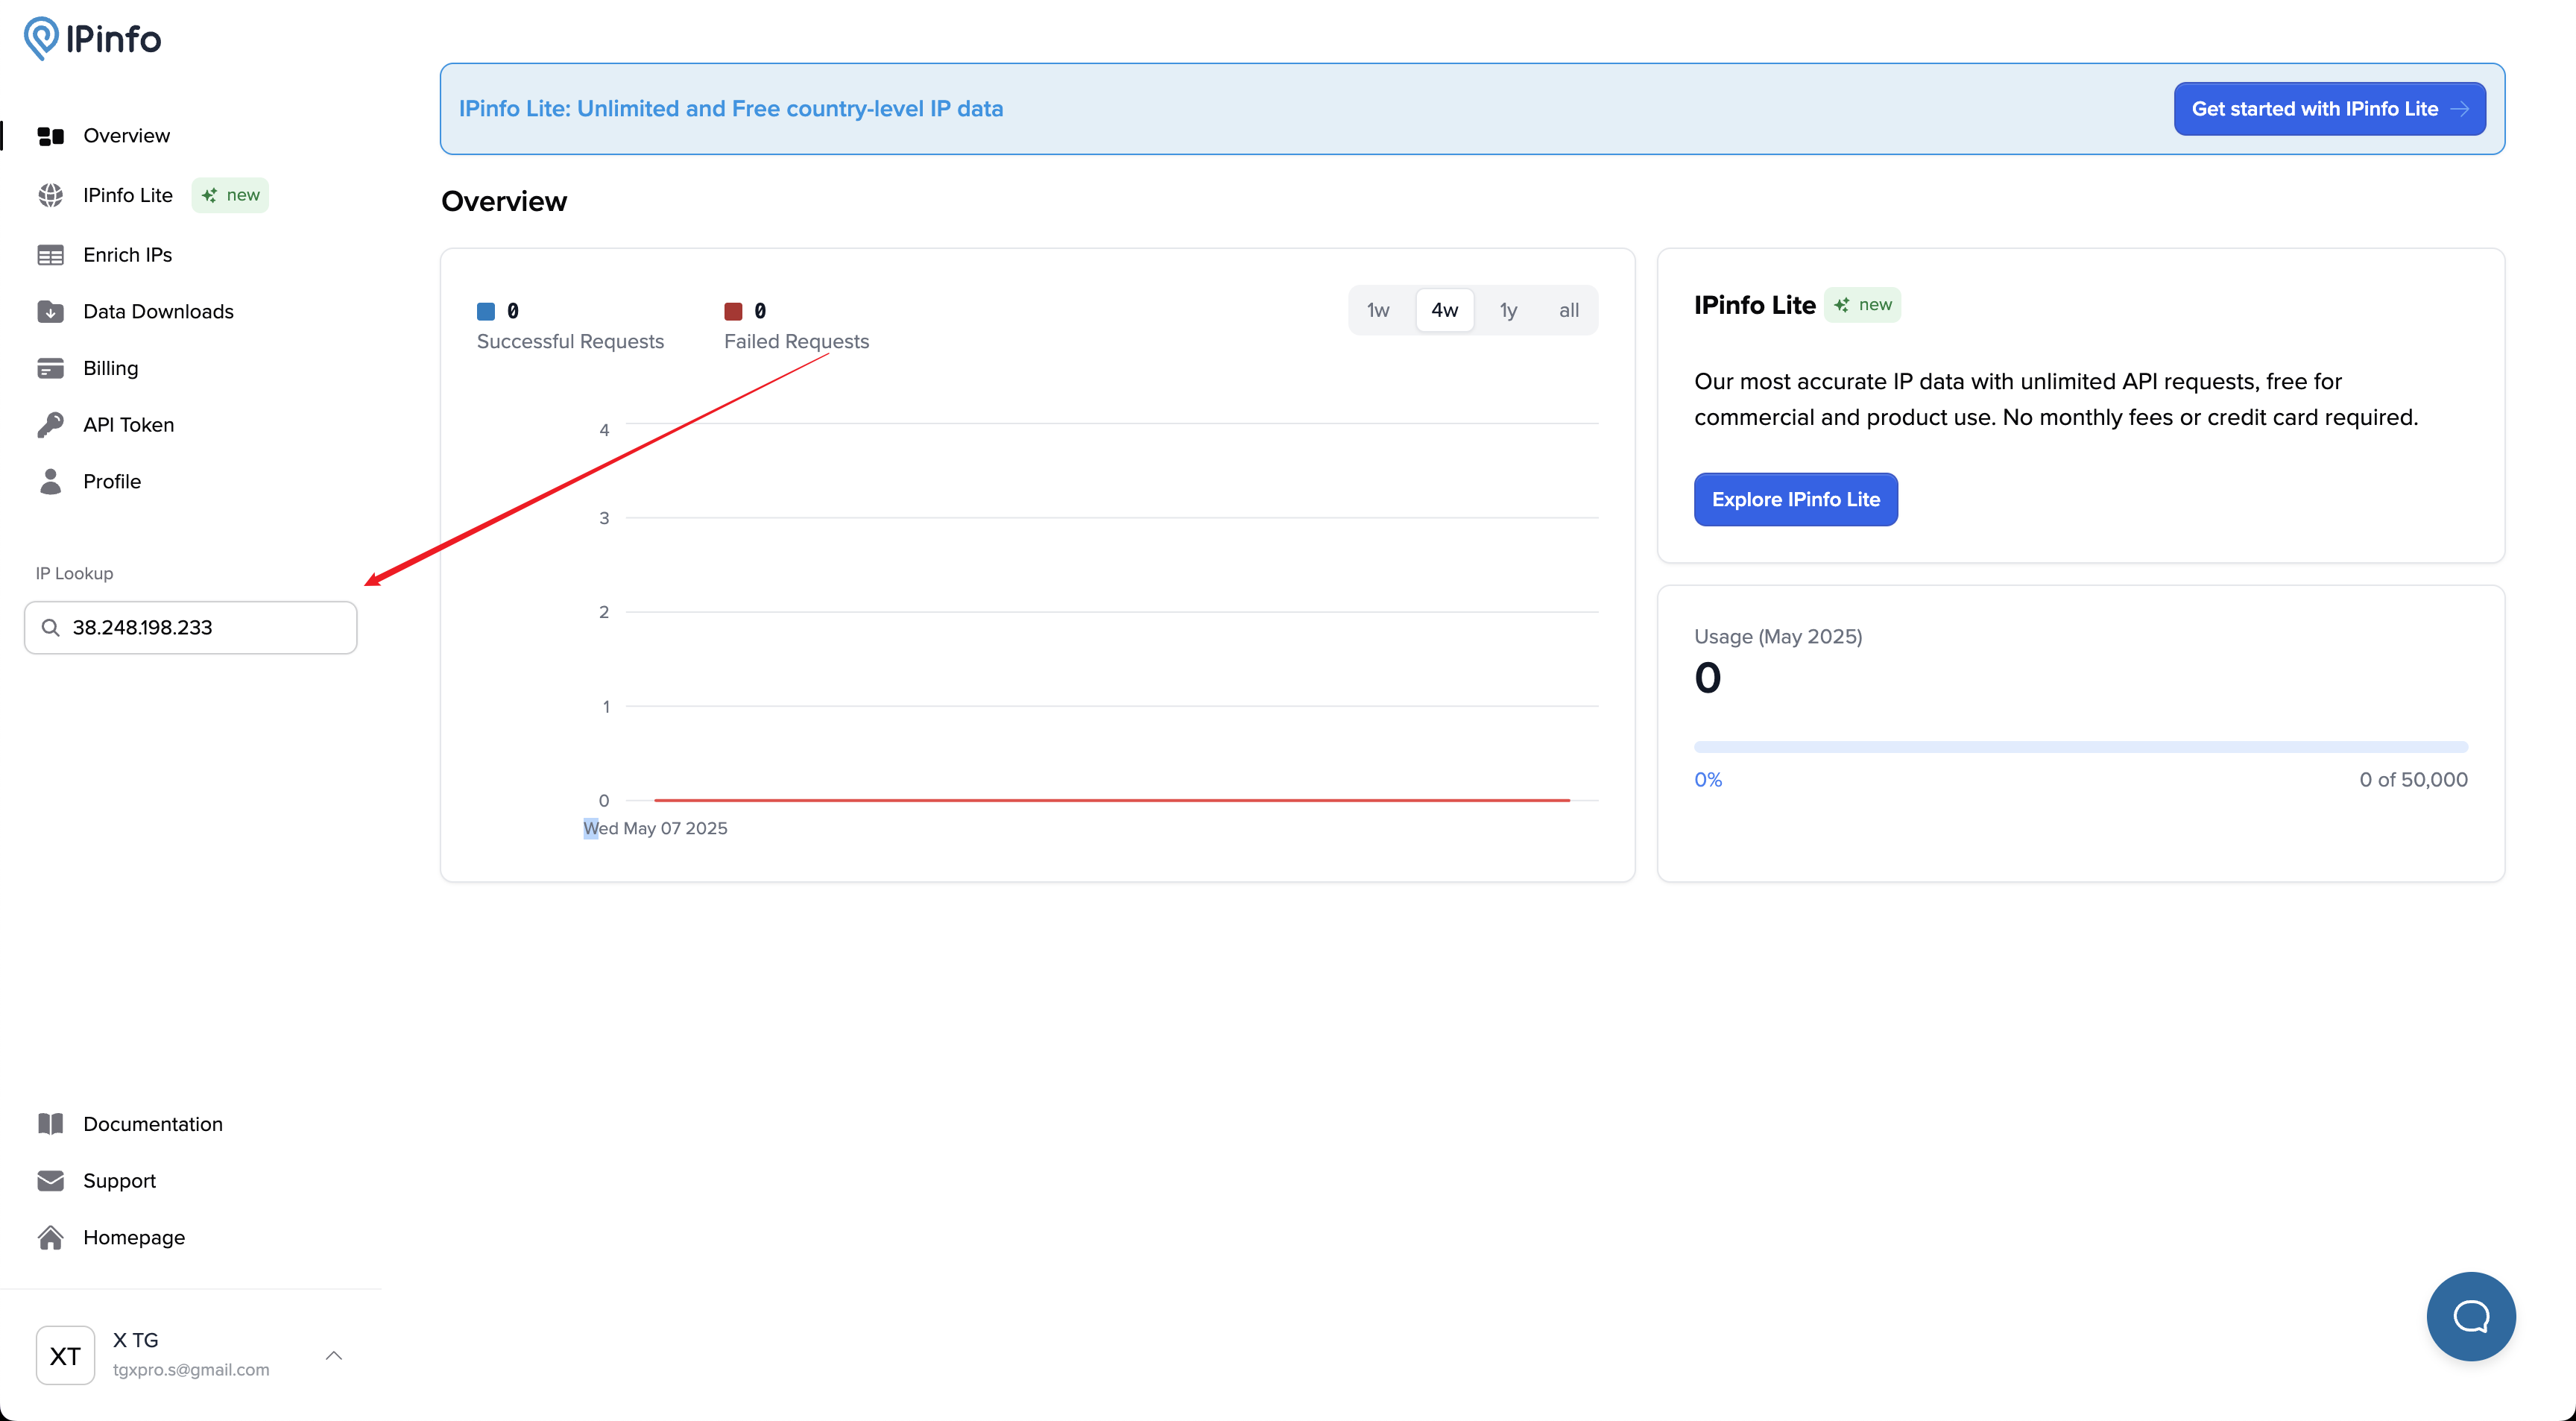 IPinfo
Overview
IPinfo Lite new
Enrich IPs
Data Downloads
Billing
API Token
Profile
IP Lookup
38.248.198.233
Documentation
Support
Homepage
XT
X TG
tgxpro.s@gmail.com
IPinfo Lite: Unlimited and Free country-level IP data
Get started with IPinfo Lite
Overview
0
Successful Requests
0
Failed Requests
1w 4w 1y all
4
3
2
1
0
Wed May 07 2025
IPinfo Lite new
Our most accurate IP data with unlimited API requests, free for
commercial and product use. No monthly fees or credit card required.
Explore IPinfo Lite
Usage (May 2025)
0
0% 0 of 50,000